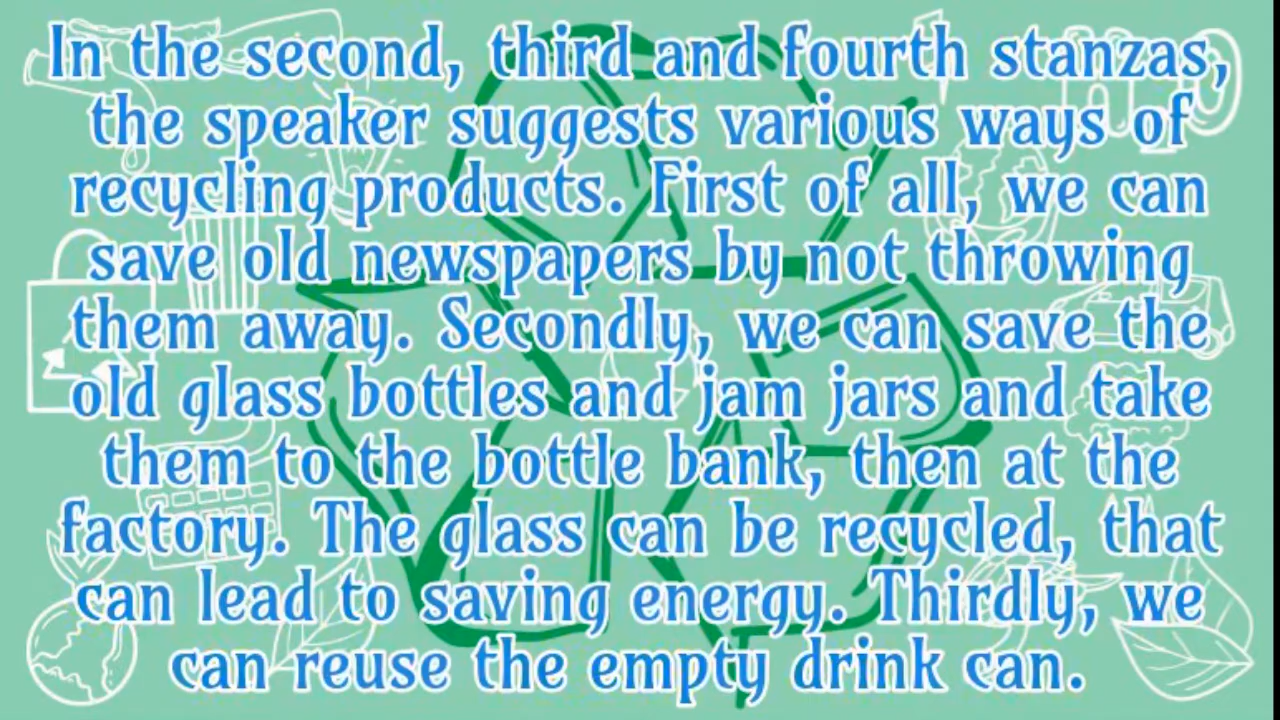 In the second, third and fourth stanzas,
the speaker suggests various ways of
recycling products. First of all, we can
save old newspapers by not throwing
them away. Secondly, we can save the
old glass bottles and jam jars and take
them to the bottle bank, then at the
factory. The glass can be recycled, that
can lead to saving energy. Thirdly, we
can reuse the empty drink can.